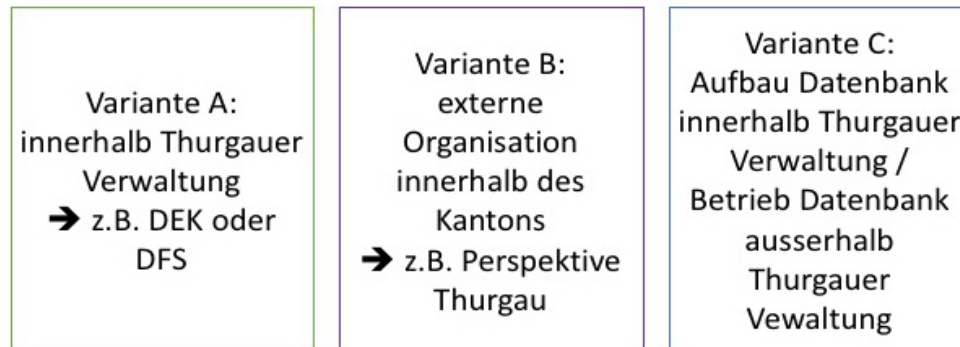 Variante A:
innerhalb Thurgauer
Verwaltung
➔ z.B. DEK oder
DFS
Variante B:
externe
Organisation
innerhalb des
Kantons
➔ z.B. Perspektive
Thurgau
Variante C:
Aufbau Datenbank
innerhalb Thurgauer
Verwaltung /
Betrieb Datenbank
ausserhalb
Thurgauer
Vewaltung